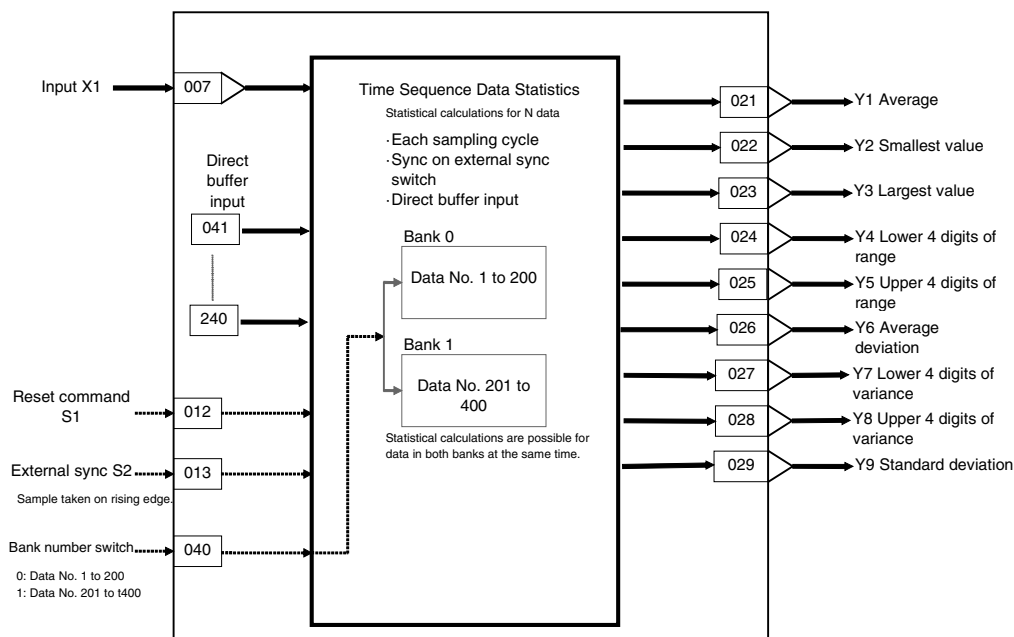 Input X1
007
Direct
buffer
input
041
240
Reset command
S1
012
External sync S2
013
Sample taken on rising edge.
Bank number switch
040
0: Data No. 1 to 200
1: Data No. 201 to t400
Time Sequence Data Statistics
Statistical calculations for N data
·Each sampling cycle
·Sync on external sync
switch
·Direct buffer input
Bank 0
Data No. 1 to 200
Bank 1
Data No. 201 to
400
Statistical calculations are possible for
data in both banks at the same time.
021
Y1 Average
022
Y2 Smallest value
023
Y3 Largest value
024
Y4 Lower 4 digits of
range
025
Y5 Upper 4 digits of
range
026
Y6 Average
deviation
027
Y7 Lower 4 digits of
variance
028
Y8 Upper 4 digits of
variance
029
Y9 Standard deviation